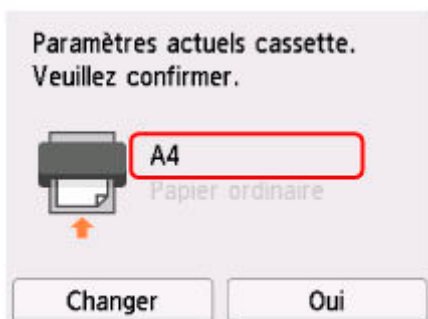 Paramètres actuels cassette.
Veuillez confirmer.
A4
Papier ordinaire
Changer
Oui